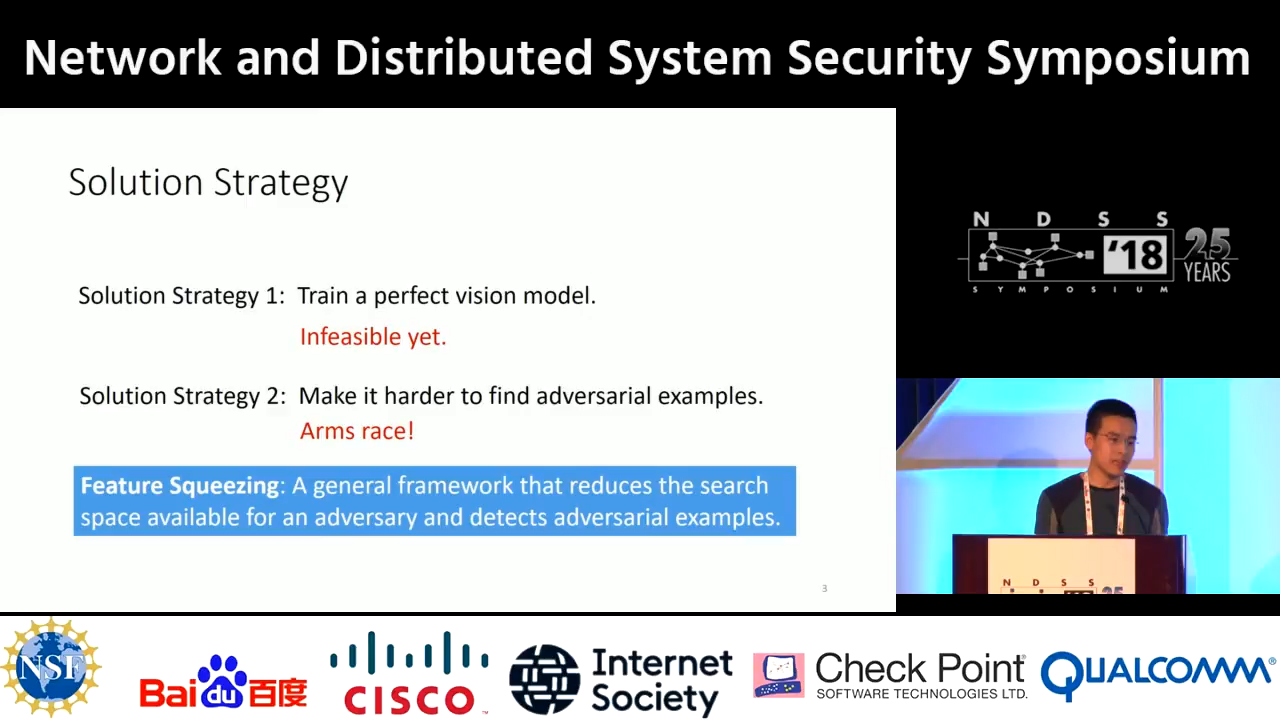 Network and Distributed System Security Symposium
Solution Strategy
Solution Strategy 1: Train a perfect vision model.
Infeasible yet.
Solution Strategy 2: Make it harder to find adversarial examples.
Arms race!
Feature Squeezing: A general framework that reduces the search
space available for an adversary and detects adversarial examples.
3
N D S S
'18
25
YEARS
SYMPOSIUM
N D S S
NSF
Baidu百度
CISCO
Internet
Society
Check Point
SOFTWARE TECHNOLOGIES LTD.
QUALCOMM®